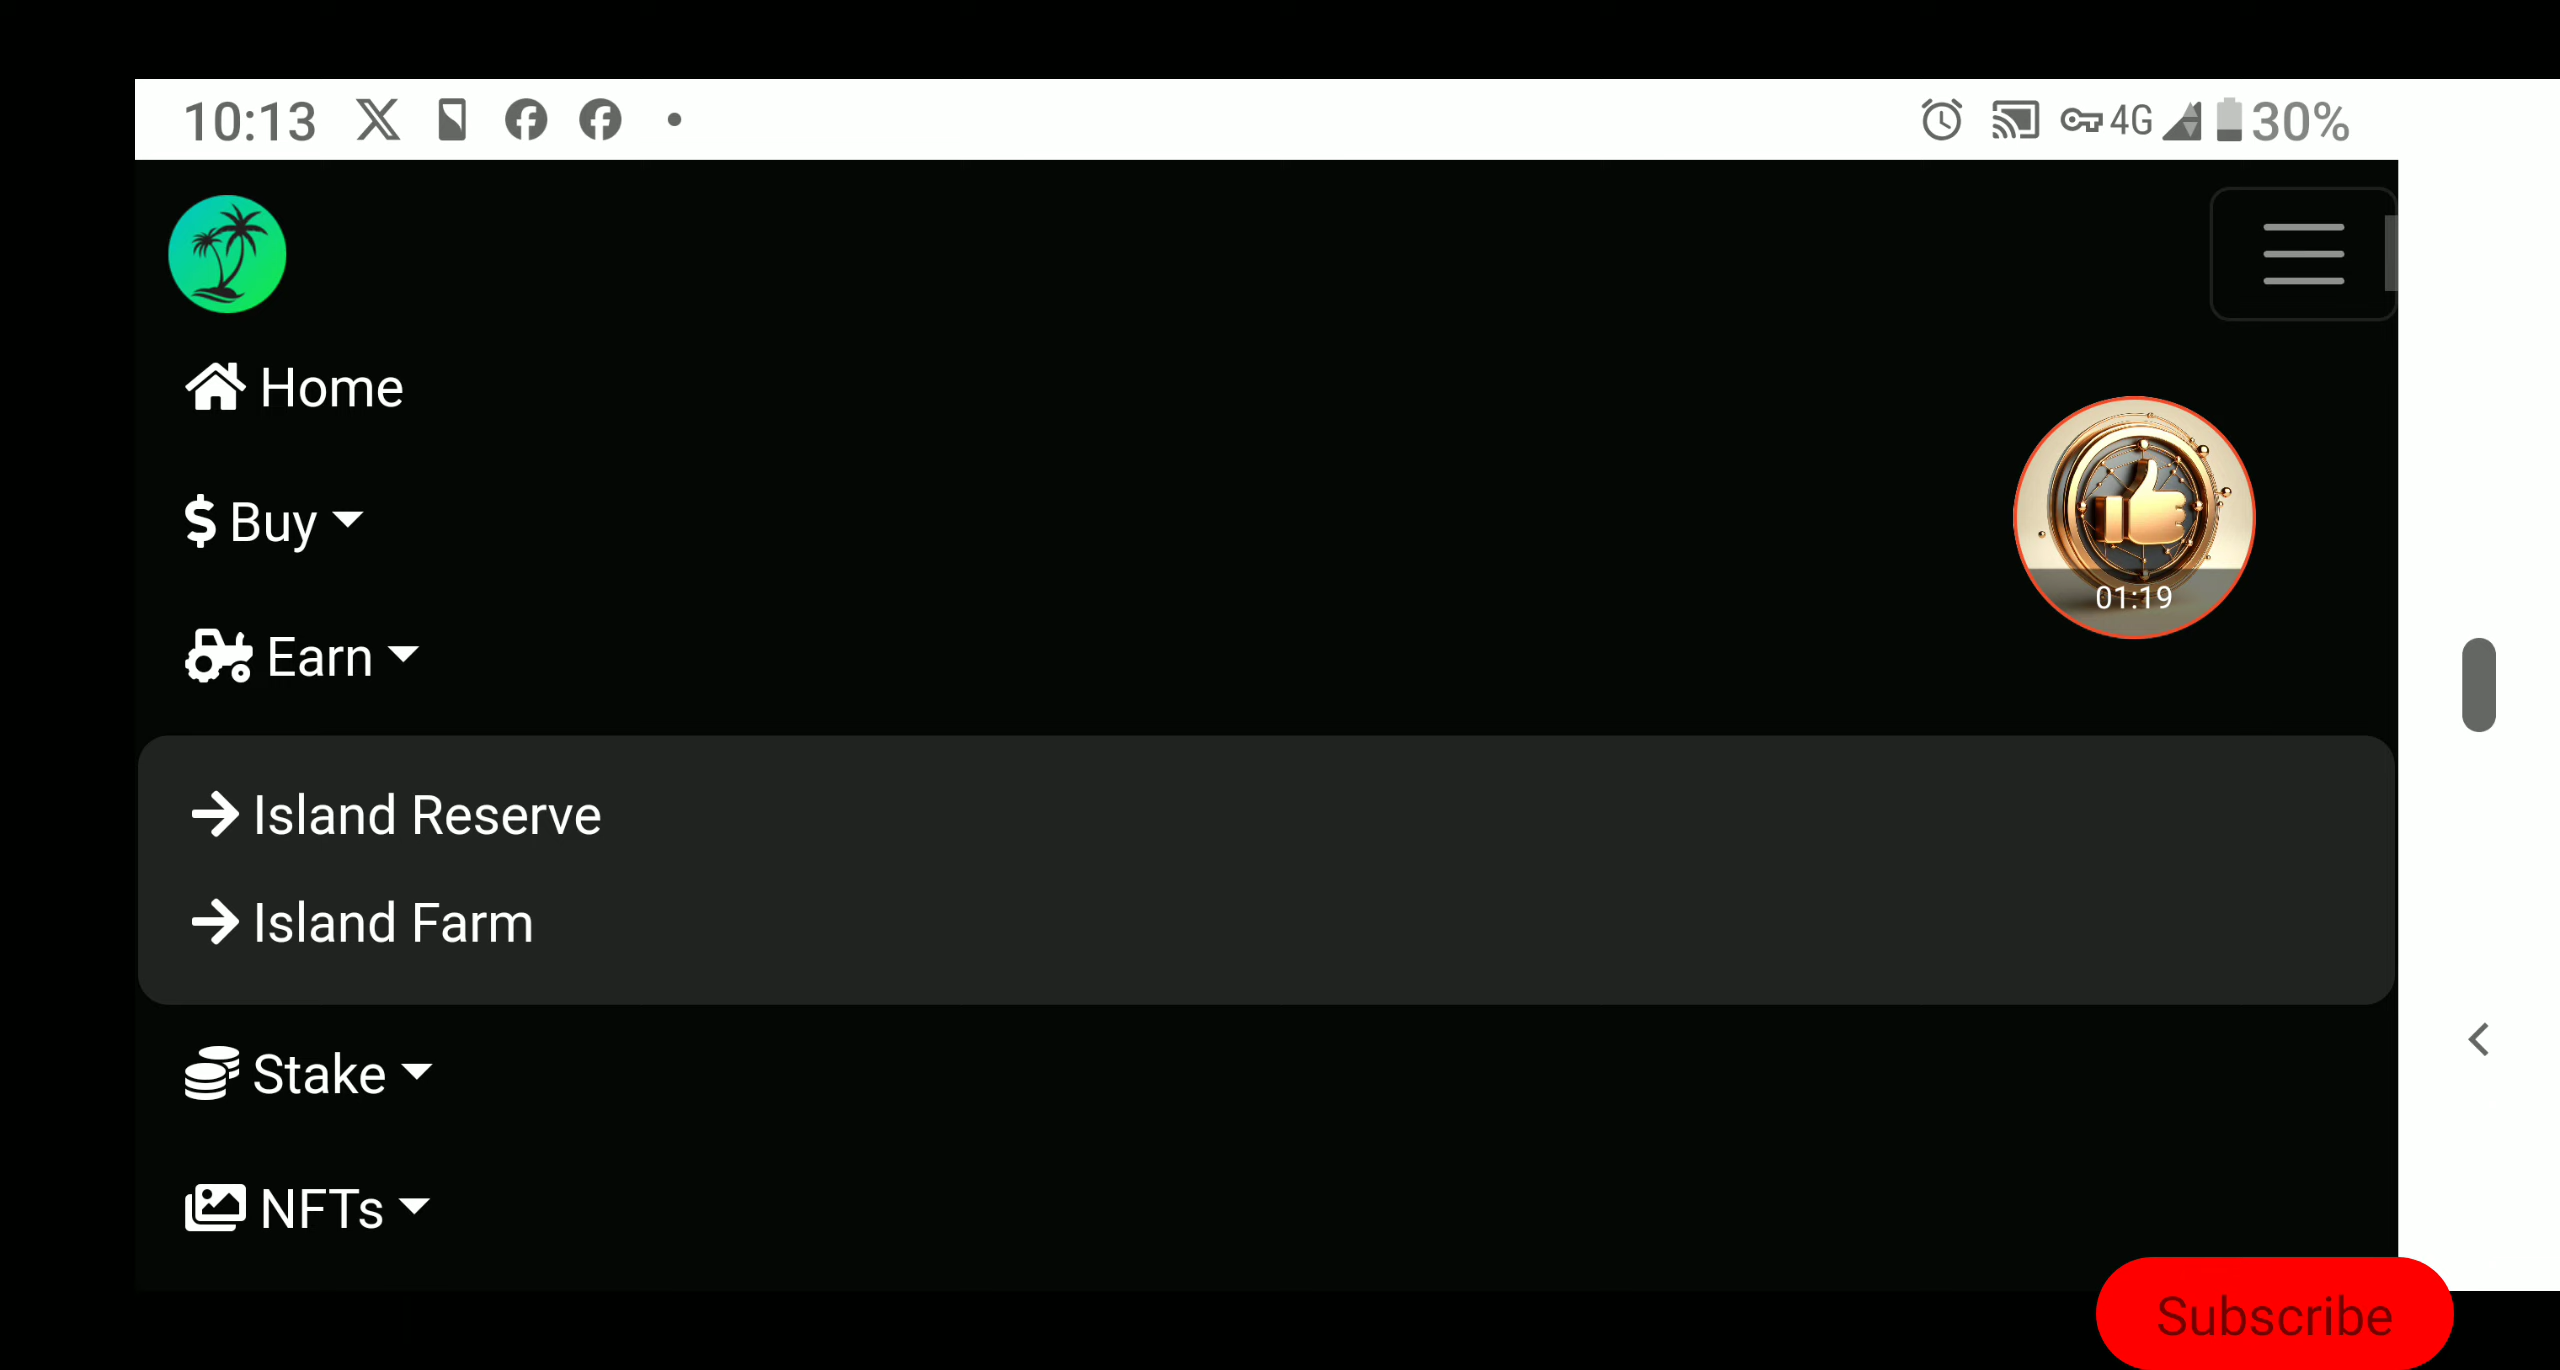 10:13 4G 30%
Home
Buy
01:19
Earn
Island Reserve
Island Farm
Stake
NFTs
Subscribe